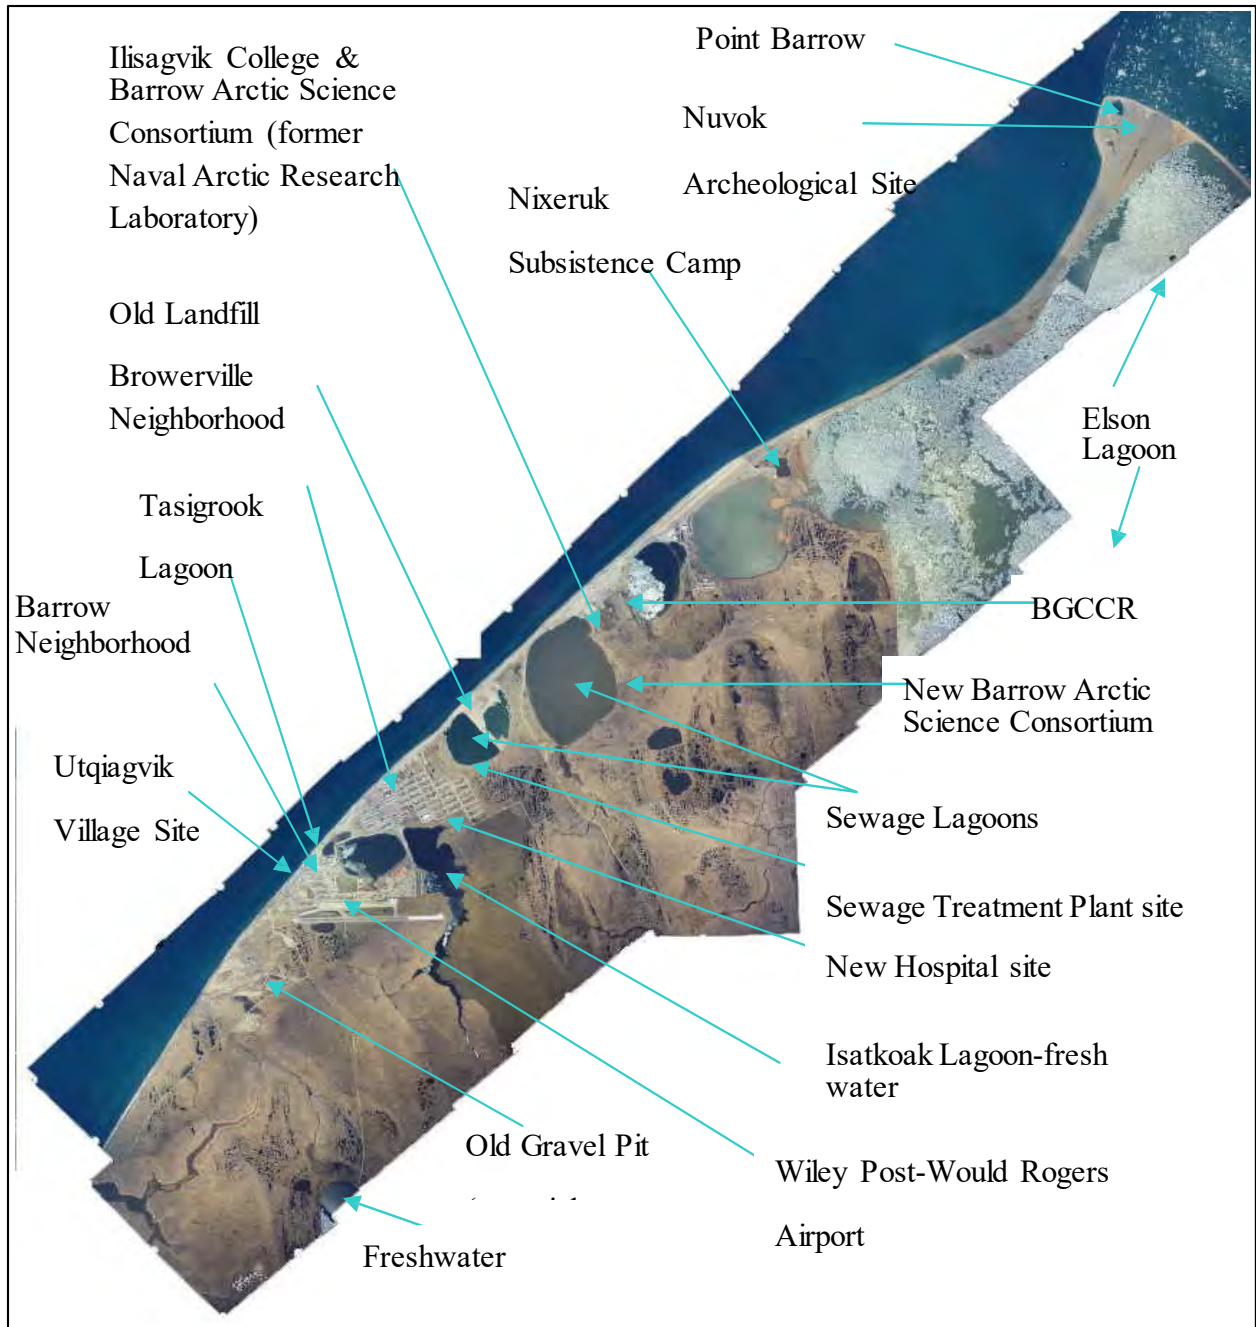 Ilisagvik College &
Barrow Arctic Science
Consortium (former
Naval Arctic Research
Laboratory)
Point Barrow
Nuvok
Archeological Site
Nixeruk
Subsistence Camp
Old Landfill
Browerville
Neighborhood
Elson
Lagoon
Tasigrook
Lagoon
Barrow
Neighborhood
BGCCR
New Barrow Arctic
Science Consortium
Utqiagvik
Village Site
Sewage Lagoons
Sewage Treatment Plant site
New Hospital site
Isatkoak Lagoon-fresh
water
Old Gravel Pit
Wiley Post-Would Rogers
Airport
Freshwater